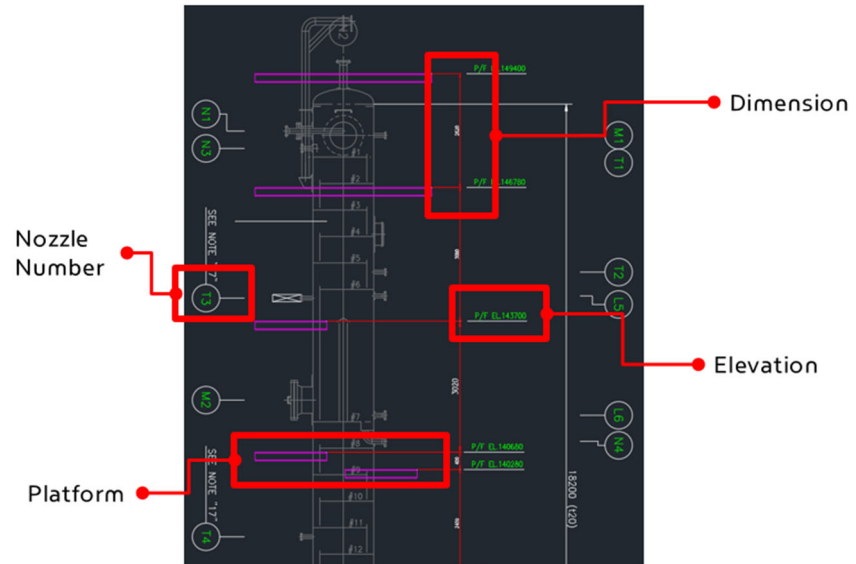 N2
P/F EL.149400
Dimension
N1
N3
M1
T1
#1
#2
P/F EL.146780
#3
SEE NOTE "17"
#4
#5
#6
Nozzle
Number
T3
T2
L5
P/F EL.143700
Elevation
3020
M2
#7
L6
N4
#8
P/F EL.140680
P/F EL.140280
SEE NOTE "17"
Platform
#10
18200 (120)
#11
T4
#12